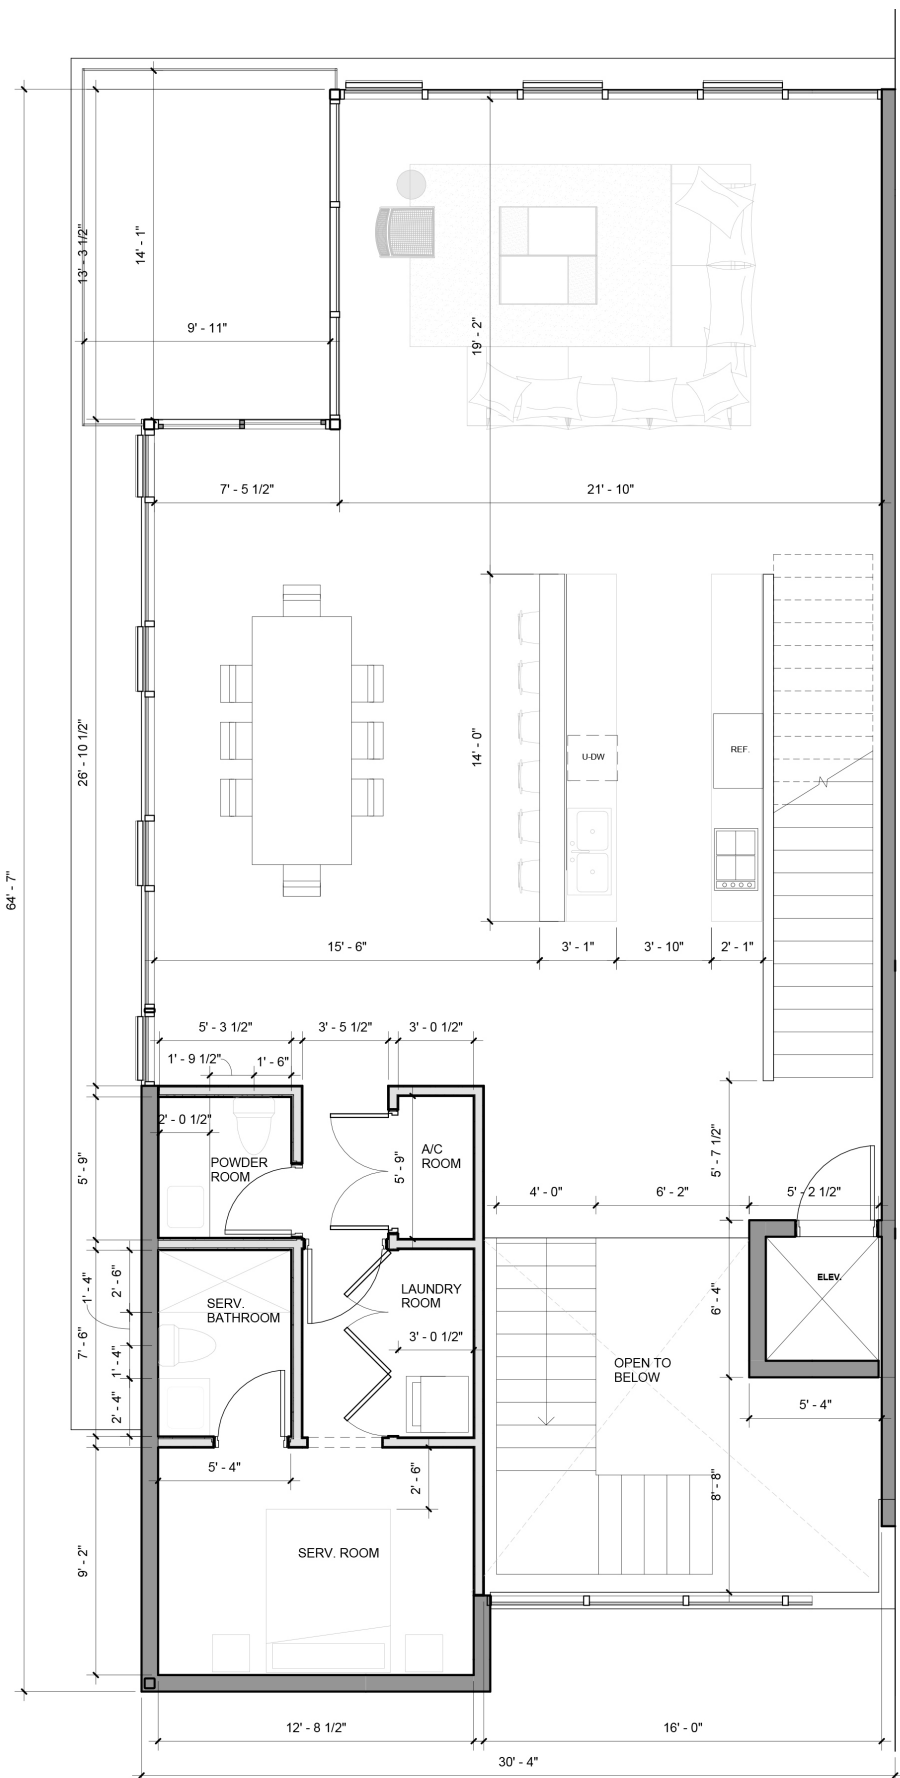 14' - 1"
13' - 3 1/2"
9' - 11"
19' - 2"
7' - 5 1/2"
21' - 10"
26' - 10 1/2"
14' - 0"
U-DW
REF.
64' - 7"
15' - 6"
3' - 1"
3' - 10"
2' - 1"
5' - 3 1/2"
3' - 5 1/2"
3' - 0 1/2"
1' - 9 1/2"
1' - 6"
2' - 0 1/2"
5' - 9"
POWDER
ROOM
5' - 9"
A/C
ROOM
5' - 7 1/2"
4' - 0"
6' - 2"
5' - 2 1/2"
1' - 4"
2' - 6"
7' - 6"
1' - 4"
2' - 4"
SERV.
BATHROOM
LAUNDRY
ROOM
3' - 0 1/2"
ELEV.
6' - 4"
OPEN TO
BELOW
5' - 4"
5' - 4"
2' - 6"
8' - 8"
9' - 2"
SERV. ROOM
12' - 8 1/2"
16' - 0"
30' - 4"